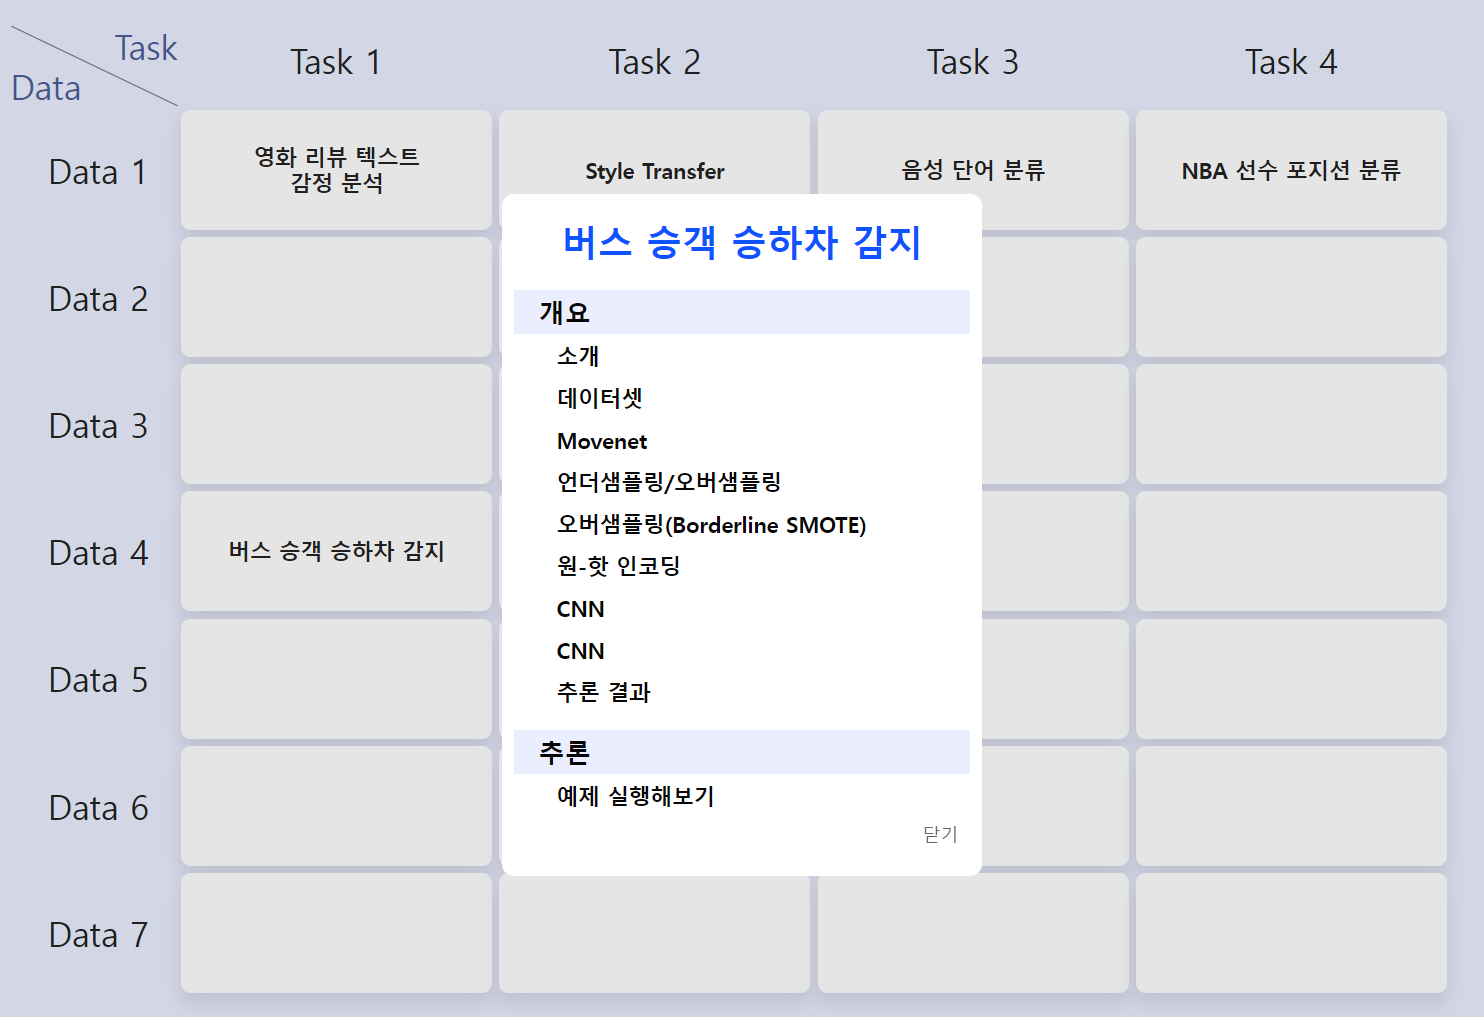 Task
Data
Task 1
Task 2
Task 3
Task 4
Data 1
영화 리뷰 텍스트
감정 분석
Style Transfer
음성 단어 분류
NBA 선수 포지션 분류
Data 2
Data 3
Data 4
버스 승객 승하차 감지
Data 5
Data 6
Data 7
버스 승객 승하차 감지
개요
소개
데이터셋
Movenet
언더샘플링/오버샘플링
오버샘플링(Borderline SMOTE)
원-핫 인코딩
CNN
CNN
추론 결과
추론
예제 실행해보기
닫기